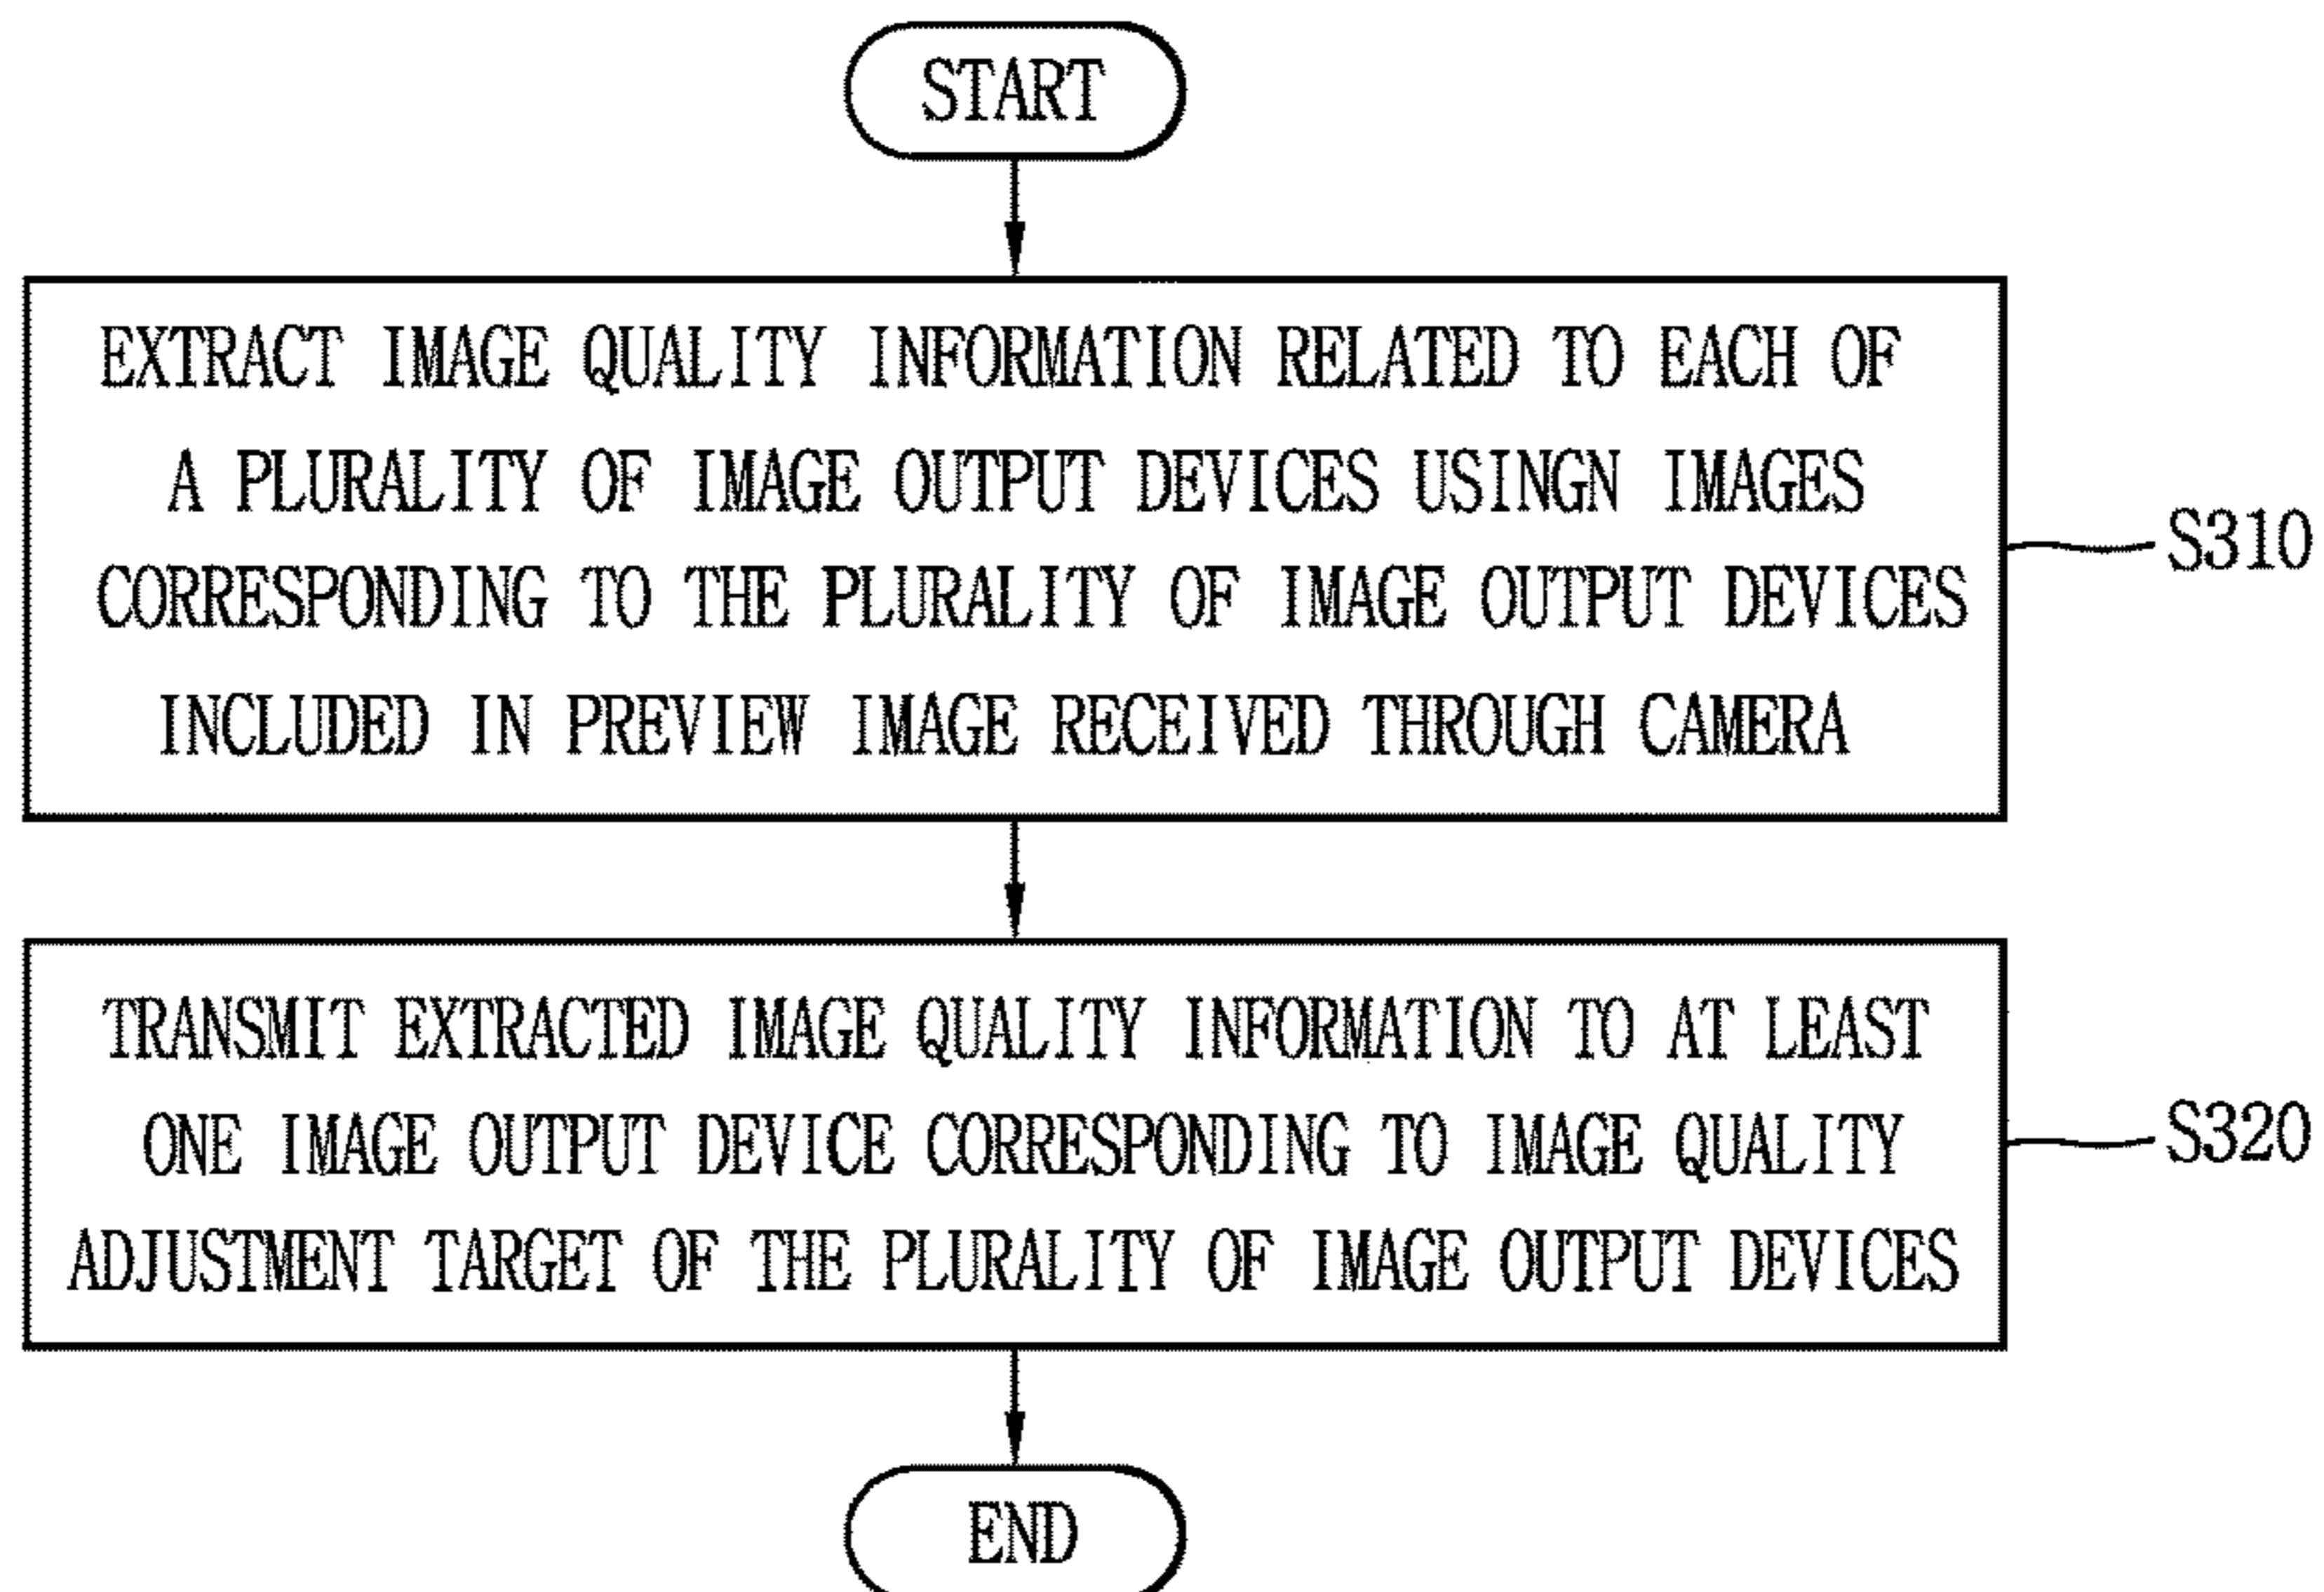 START
EXTRACT IMAGE QUALITY INFORMATION RELATED TO EACH OF
A PLURALITY OF IMAGE OUTPUT DEVICES USINGN IMAGES
CORRESPONDING TO THE PLURALITY OF IMAGE OUTPUT DEVICES
INCLUDED IN PREVIEW IMAGE RECEIVED THROUGH CAMERA
S310
TRANSMIT EXTRACTED IMAGE QUALITY INFORMATION TO AT LEAST
ONE IMAGE OUTPUT DEVICE CORRESPONDING TO IMAGE QUALITY
ADJUSTMENT TARGET OF THE PLURALITY OF IMAGE OUTPUT DEVICES
S320
END